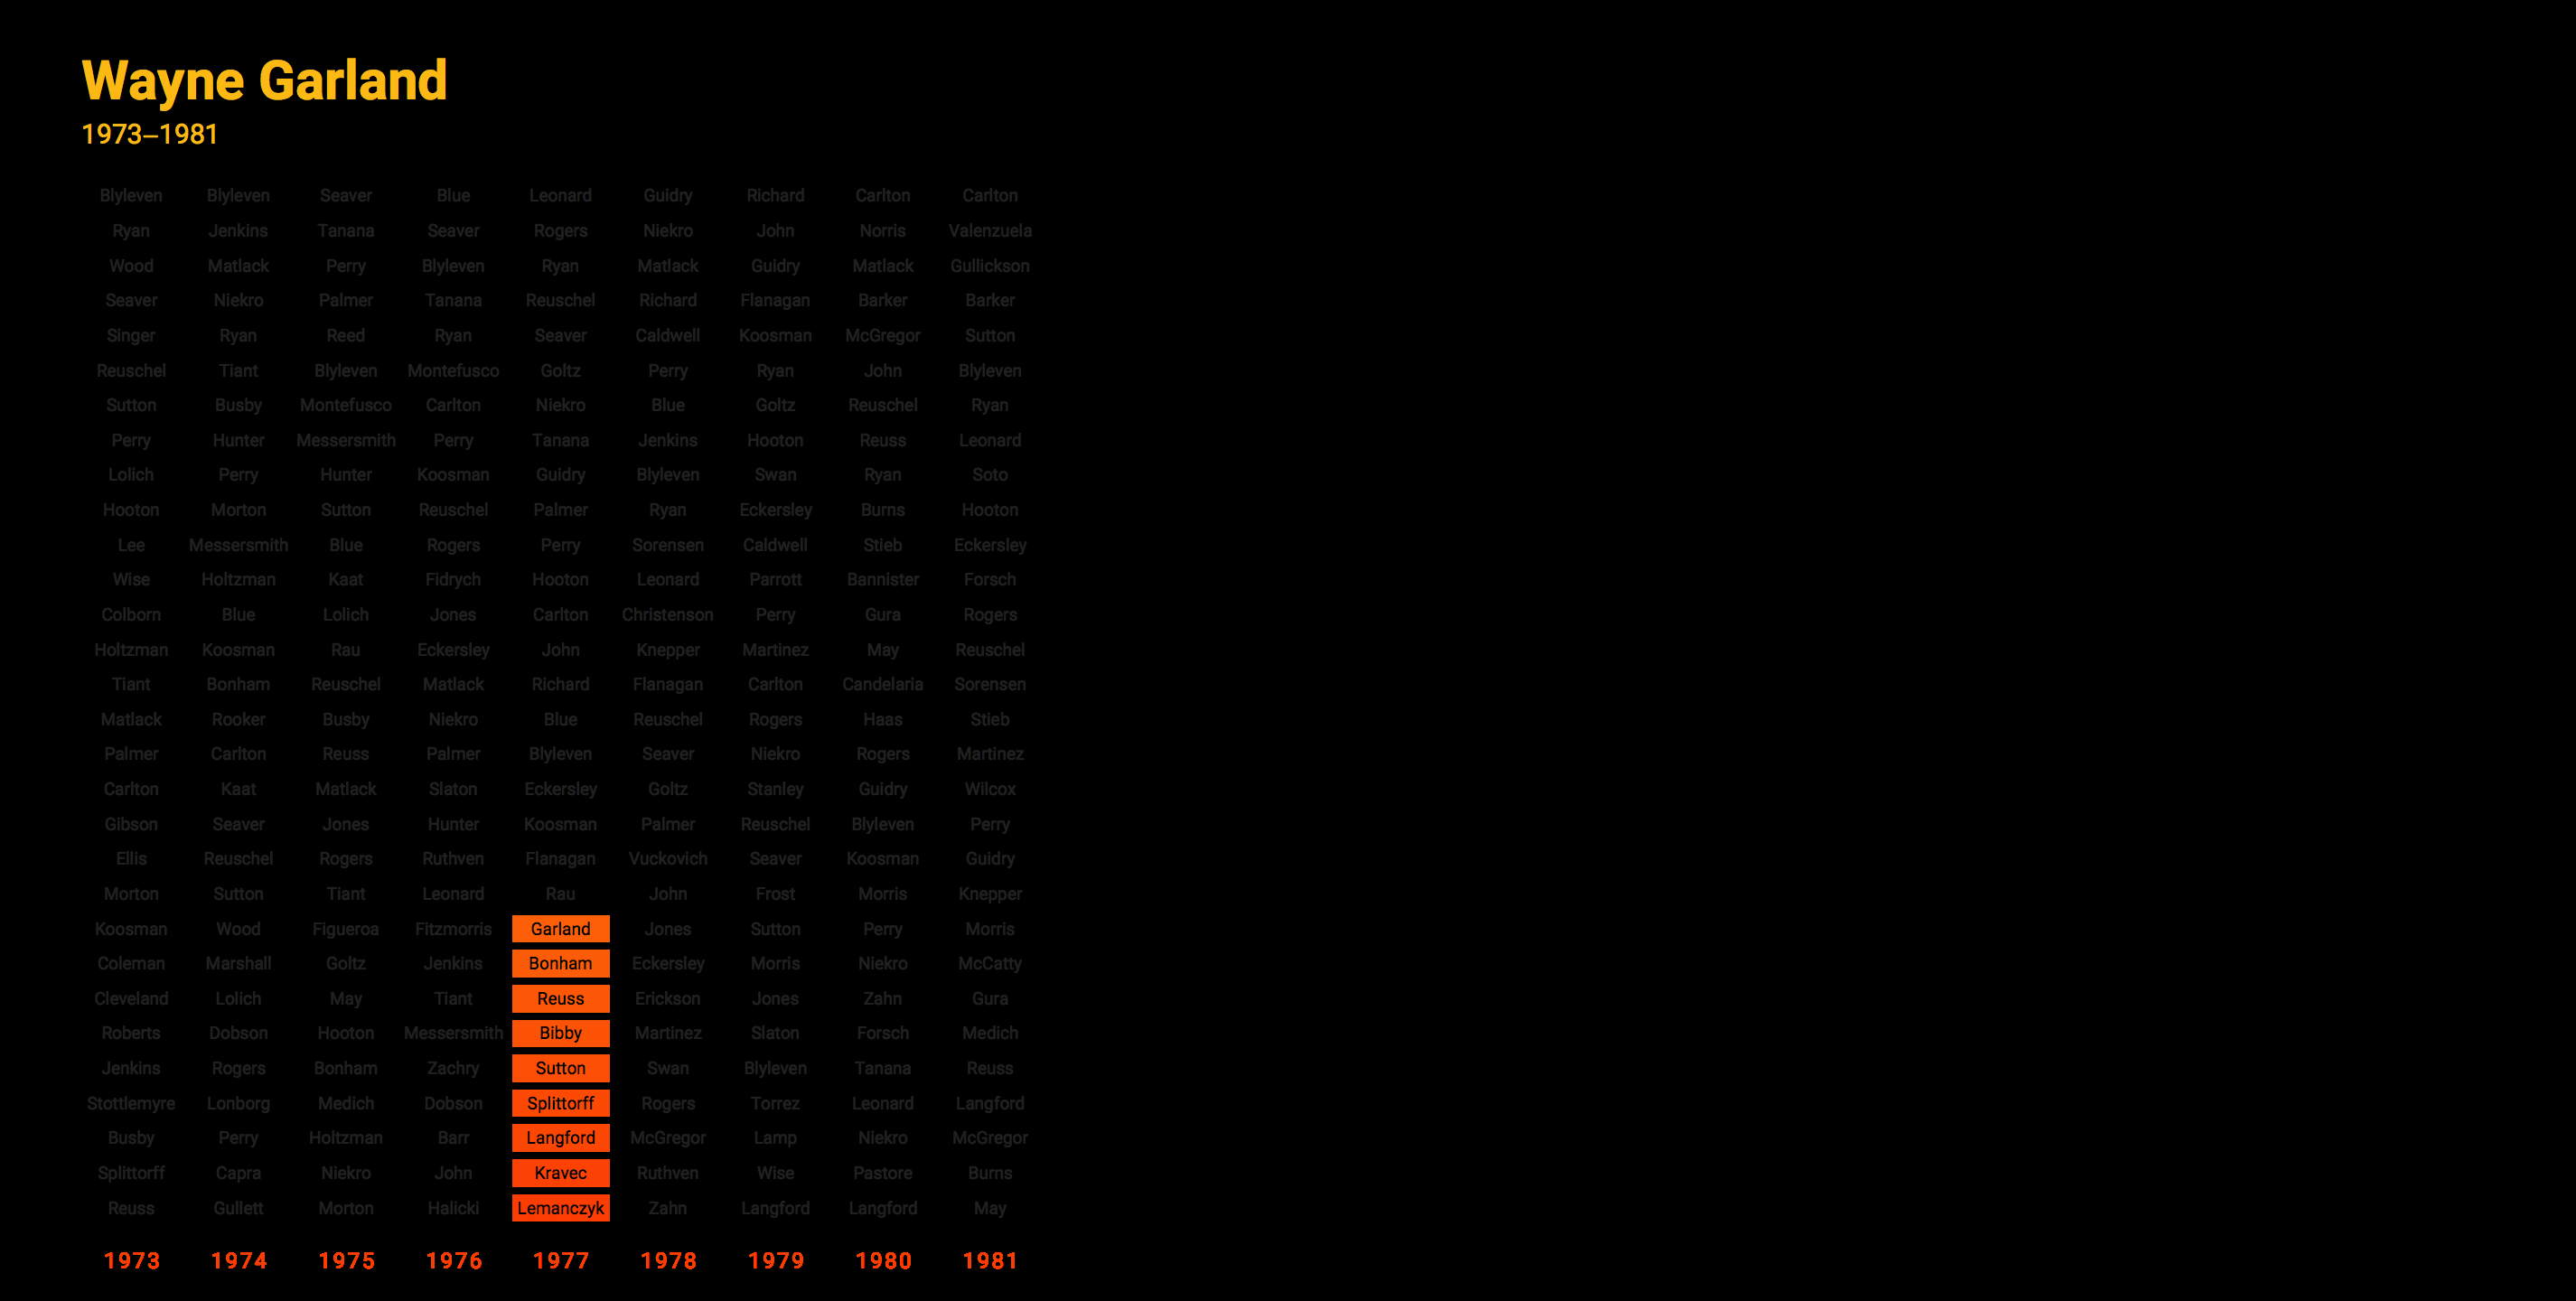 Wayne Garland
1973–1981
Blyleven Blyleven Seaver Blue Leonard Guidry Richard Carlton Carlton
Ryan Jenkins Tanana Seaver Rogers Niekro John Norris Valenzuela
Wood Matlack Perry Blyleven Ryan Matlack Guidry Matlack Gullickson
Seaver Niekro Palmer Tanana Reuschel Richard Flanagan Barker Barker
Singer Ryan Reed Ryan Seaver Caldwell Koosman McGregor Sutton
Reuschel Tiant Blyleven Montefusco Goltz Perry Ryan John Blyleven
Sutton Busby Montefusco Carlton Niekro Blue Goltz Reuschel Ryan
Perry Hunter Messersmith Perry Tanana Jenkins Hooton Reuss Leonard
Lolich Perry Hunter Koosman Guidry Blyleven Swan Ryan Soto
Hooton Morton Sutton Reuschel Palmer Ryan Eckersley Burns Hooton
Lee Messersmith Blue Rogers Perry Sorensen Caldwell Stieb Eckersley
Wise Holtzman Kaat Fidrych Hooton Leonard Parrott Bannister Forsch
Colborn Blue Lolich Jones Carlton Christenson Perry Gura Rogers
Holtzman Koosman Rau Eckersley John Knepper Martinez May Reuschel
Tiant Bonham Reuschel Matlack Richard Flanagan Carlton Candelaria Sorensen
Matlack Rooker Busby Niekro Blue Reuschel Rogers Haas Stieb
Palmer Carlton Reuss Palmer Blyleven Seaver Niekro Rogers Martinez
Carlton Kaat Matlack Slaton Eckersley Goltz Stanley Guidry Wilcox
Gibson Seaver Jones Hunter Koosman Palmer Reuschel Blyleven Perry
Ellis Reuschel Rogers Ruthven Flanagan Vuckovich Seaver Koosman Guidry
Morton Sutton Tiant Leonard Rau John Frost Morris Knepper
Koosman Wood Figueroa Fitzmorris Garland Jones Sutton Perry Morris
Coleman Marshall Goltz Jenkins Bonham Eckersley Morris Niekro McCatty
Cleveland Lolich May Tiant Reuss Erickson Jones Zahn Gura
Roberts Dobson Hooton Messersmith Bibby Martinez Slaton Forsch Medich
Jenkins Rogers Bonham Zachry Sutton Swan Blyleven Tanana Reuss
Stottlemyre Lonborg Medich Dobson Splittorff Rogers Torrez Leonard Langford
Busby Perry Holtzman Barr Langford McGregor Lamp Niekro McGregor
Splittorff Capra Niekro John Kravec Ruthven Wise Pastore Burns
Reuss Gullett Morton Halicki Lemanczyk Zahn Langford Langford May
1973 1974 1975 1976 1977 1978 1979 1980 1981